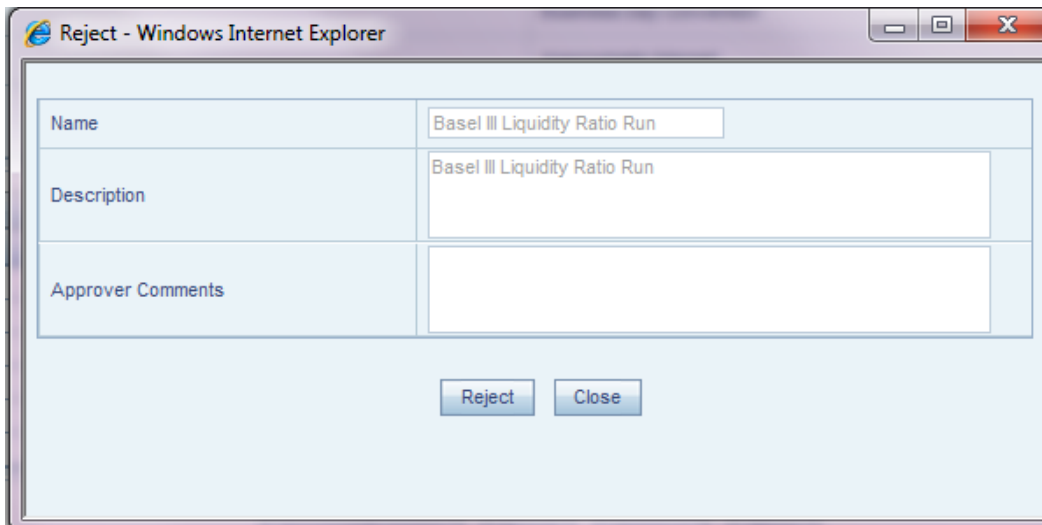 Reject - Windows Internet Explorer
Name
Basel III Liquidity Ratio Run
Description
Basel III Liquidity Ratio Run
Approver Comments
Reject
Close